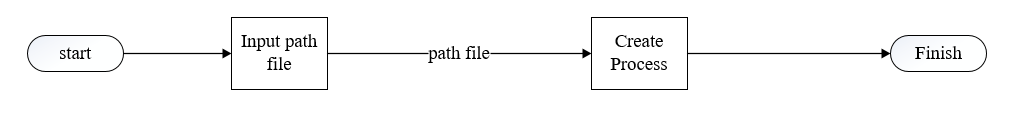 start
Input path
file
path file
Create
Process
Finish